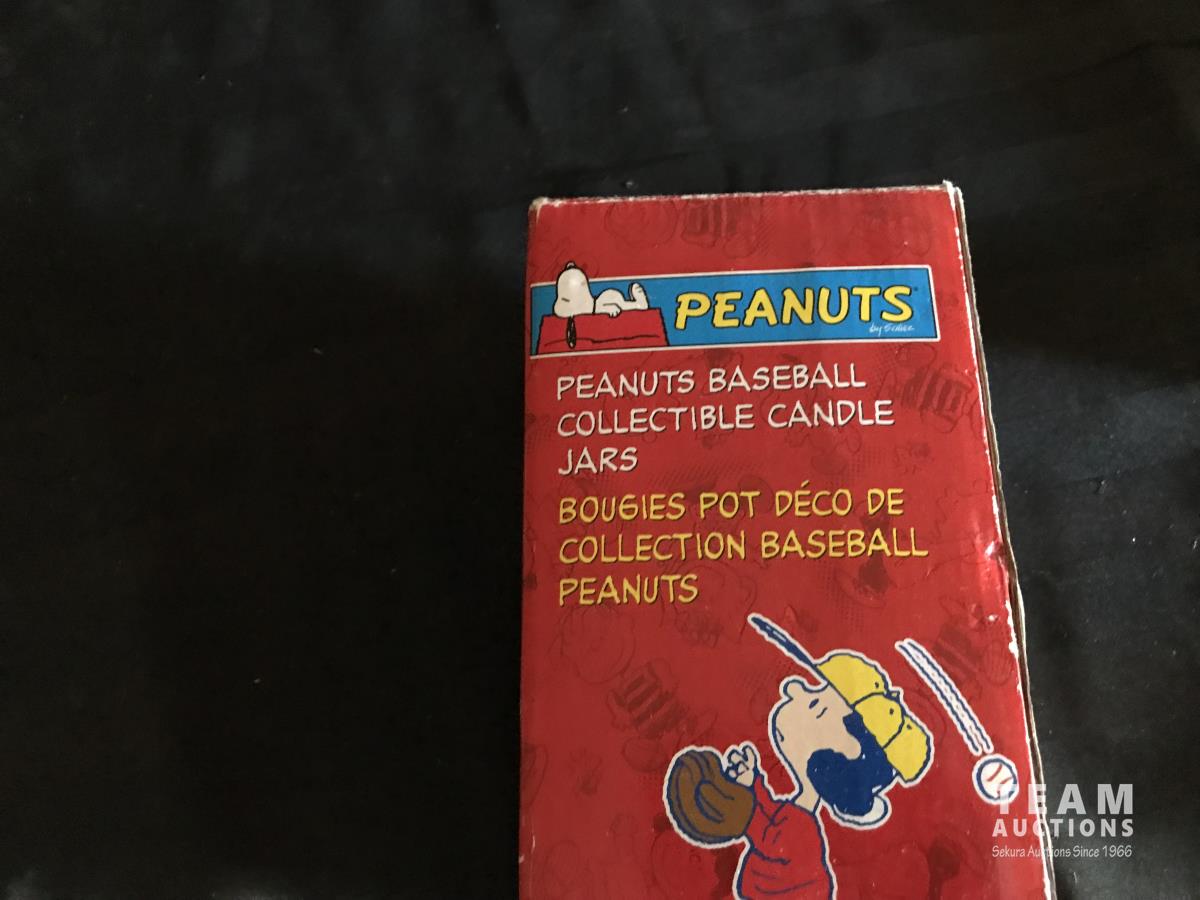 PEANUTS
by Schulz
PEANUTS BASEBALL
COLLECTIBLE CANDLE
JARS
BOUGIES POT DÉCO DE
COLLECTION BASEBALL
PEANUTS
TEAM
AUCTIONS
Sekura Auctions Since 1966